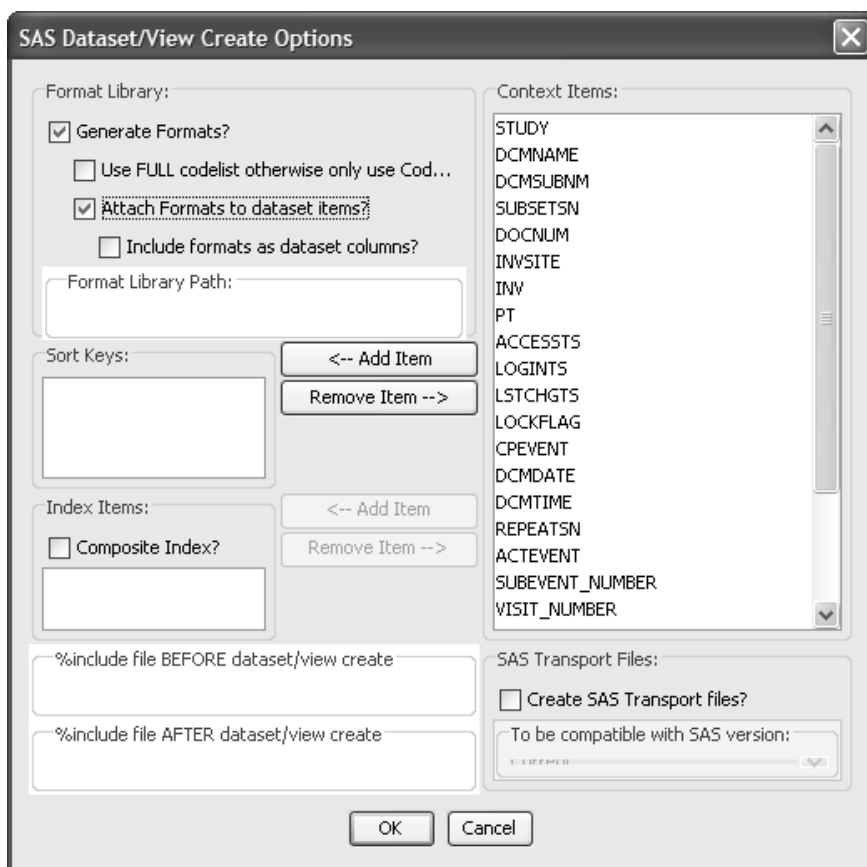 SAS Dataset/View Create Options
Format Library:
Generate Formats?
Use FULL codelist otherwise only use Cod...
Attach Formats to dataset items?
Include formats as dataset columns?
Format Library Path:
Sort Keys:
<-- Add Item
Remove Item -->
Index Items:
Composite Index?
<-- Add Item
Remove Item -->
%include file BEFORE dataset/view create
%include file AFTER dataset/view create
Context Items:
STUDY
DCMNAME
DCMSUBNM
SUBSETSN
DOCNUM
INVSITE
INV
PT
ACCESSTS
LOGINTS
LSTCHGTS
LOCKFLAG
CPEVENT
DCMDATE
DCMTIME
REPEATSN
ACTEVENT
SUBEVENT_NUMBER
VISIT_NUMBER
SAS Transport Files:
Create SAS Transport files?
To be compatible with SAS version:
OK
Cancel